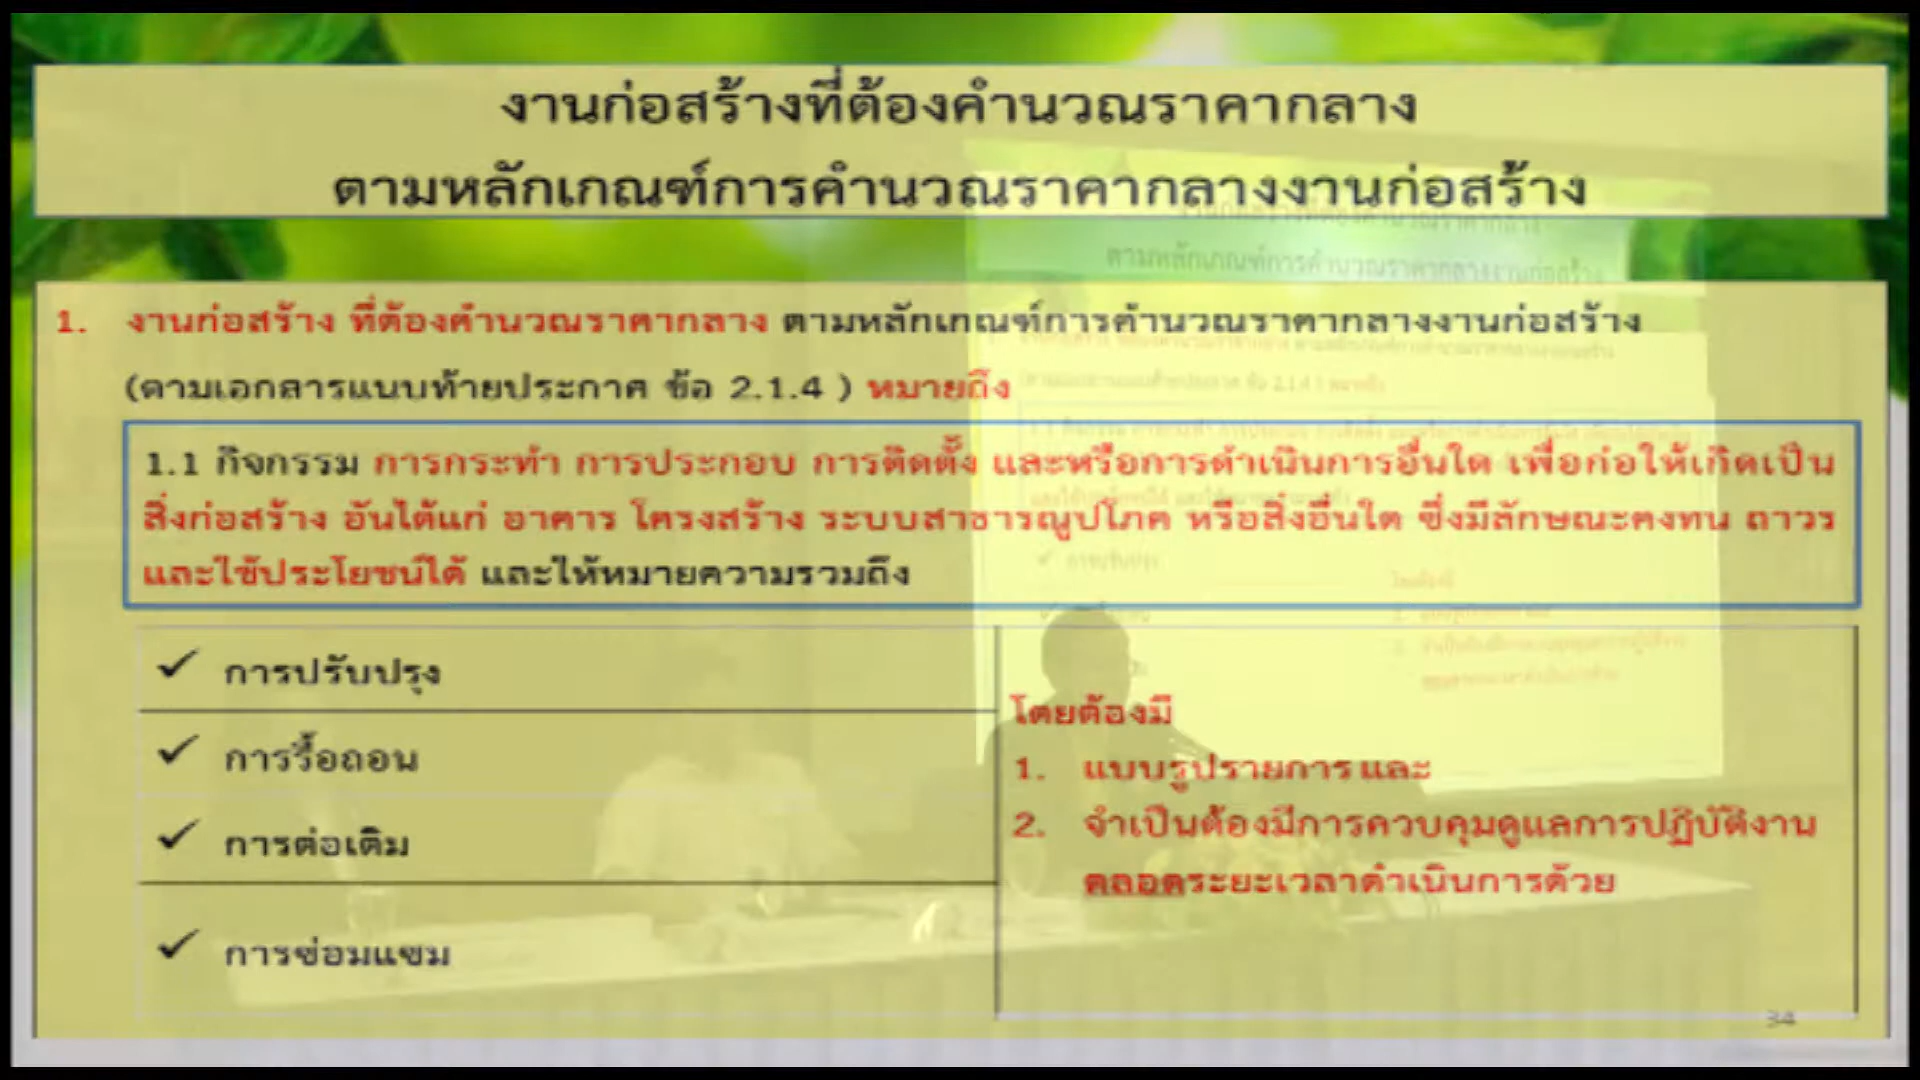 งานก่อสร้างที่ต้องคำนวณราคากลาง
ตามหลักเกณฑ์การคำนวณราคากลางงานก่อสร้าง
1. งานก่อสร้าง ที่ต้องคำนวณราคากลาง ตามหลักเกณฑ์การคำนวณราคากลางงานก่อสร้าง
(ตามเอกสารแนบท้ายประกาศ ข้อ 2.1.4 ) หมายถึง
1.1 กิจกรรม การกระทำ การประกอบ การติดตั้ง และหรือการดำเนินการอื่นใด เพื่อก่อให้เกิดเป็น
สิ่งก่อสร้าง อันได้แก่ อาคาร โครงสร้าง ระบบสาธารณูปโภค หรือสิ่งอื่นใด ซึ่งมีลักษณะคงทน ถาวร
และใช้ประโยชน์ได้ และให้หมายความรวมถึง
✓ การปรับปรุง
✓ การรื้อถอน
✓ การต่อเติม
✓ การซ่อมแซม
โดยต้องมี
1. แบบรูปรายการ และ
2. จำเป็นต้องมีการควบคุมดูแลการปฏิบัติงาน
ตลอดระยะเวลาดำเนินการด้วย
34